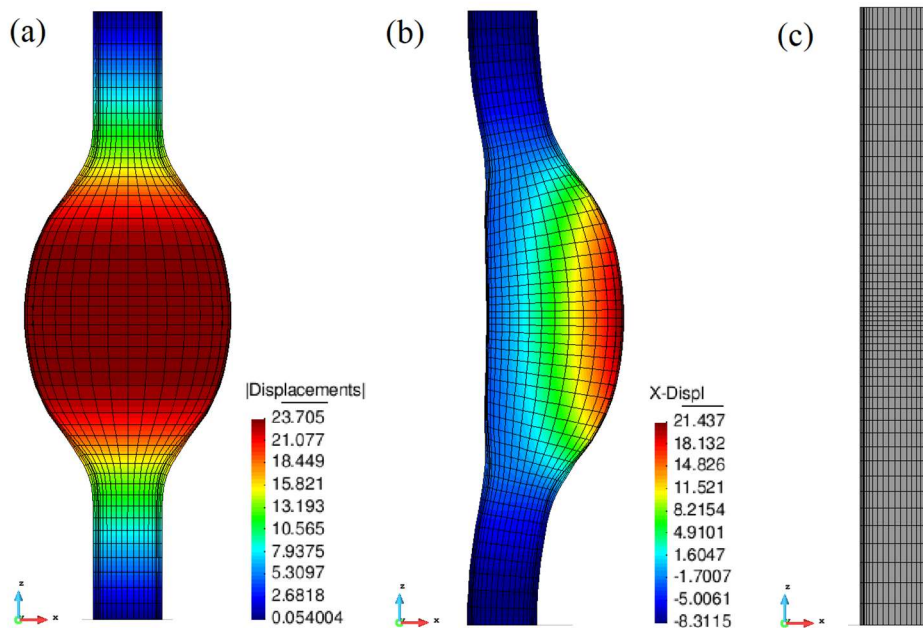 (a)
(b)
(c)
|Displacements|
23.705
21.077
18.449
15.821
13.193
10.565
7.9375
5.3097
2.6818
0.054004
X-Displ
21.437
18.132
14.826
11.521
8.2154
4.9101
1.6047
-1.7007
-5.0061
-8.3115
z
x
z
x
z
x